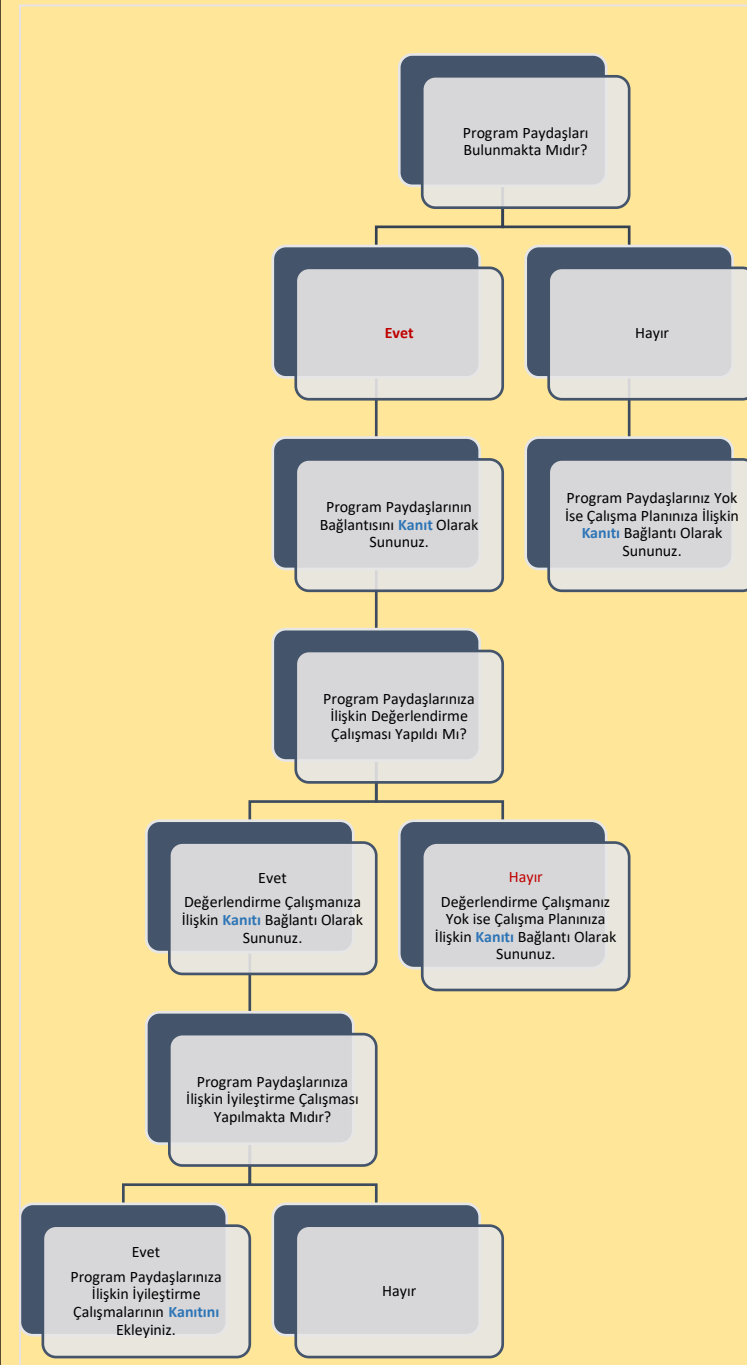 Program Paydaşları
Bulunmakta Mıdır?
Evet
Hayır
Program Paydaşlarının
Bağlantısını Kanıt Olarak
Sununuz.
Program Paydaşlarınız Yok
İse Çalışma Planınıza İlişkin
Kanıtı Bağlantı Olarak
Sununuz.
Program Paydaşlarınıza
İlişkin Değerlendirme
Çalışması Yapıldı Mı?
Evet
Değerlendirme Çalışmanıza
İlişkin Kanıtı Bağlantı Olarak
Sununuz.
Hayır
Değerlendirme Çalışmanız
Yok ise Çalışma Planınıza
İlişkin Kanıtı Bağlantı Olarak
Sununuz.
Program Paydaşlarınıza
İlişkin İyileştirme Çalışması
Yapılmakta Mıdır?
Evet
Program Paydaşlarınıza
İlişkin İyileştirme
Çalışmalarının Kanıtını
Ekleyiniz.
Hayır